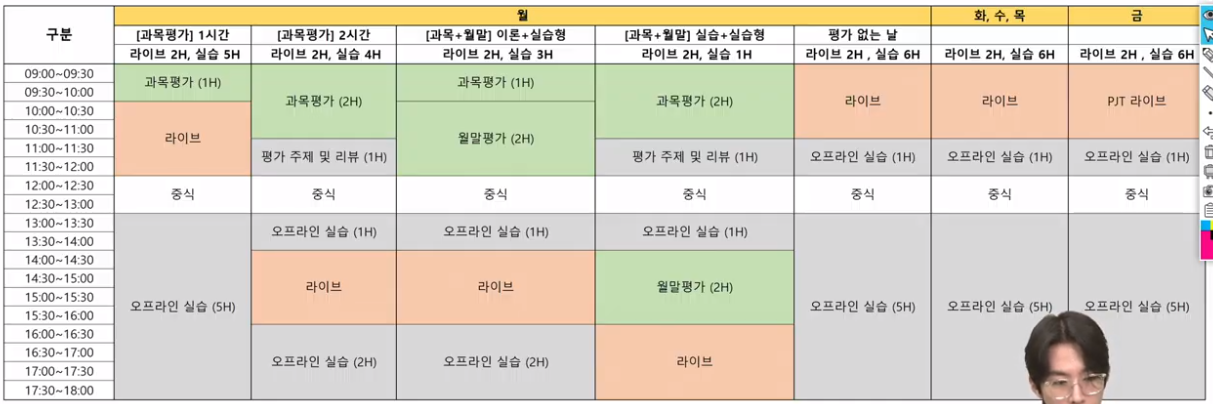 구분
월
화, 수, 목
금
[과목평가] 1시간
[과목평가] 2시간
[과목+월말] 이론+실습형
[과목+월말] 실습+실습형
평가 없는 날
라이브 2H, 실습 5H
라이브 2H, 실습 4H
라이브 2H, 실습 3H
라이브 2H, 실습 1H
라이브 2H , 실습 6H
라이브 2H, 실습 6H
라이브 2H , 실습 6H
09:00~09:30
과목평가 (1H)
과목평가 (2H)
과목평가 (1H)
과목평가 (2H)
라이브
라이브
PJT 라이브
09:30~10:00
10:00~10:30
라이브
월말평가 (2H)
10:30~11:00
11:00~11:30
평가 주제 및 리뷰 (1H)
평가 주제 및 리뷰 (1H)
오프라인 실습 (1H)
오프라인 실습 (1H)
오프라인 실습 (1H)
11:30~12:00
12:00~12:30
중식
중식
중식
중식
중식
중식
중식
12:30~13:00
13:00~13:30
오프라인 실습 (5H)
오프라인 실습 (1H)
오프라인 실습 (1H)
오프라인 실습 (1H)
오프라인 실습 (5H)
오프라인 실습 (5H)
오프라인 실습 (5H)
13:30~14:00
14:00~14:30
라이브
라이브
월말평가 (2H)
14:30~15:00
15:00~15:30
15:30~16:00
16:00~16:30
오프라인 실습 (2H)
오프라인 실습 (2H)
라이브
16:30~17:00
17:00~17:30
17:30~18:00